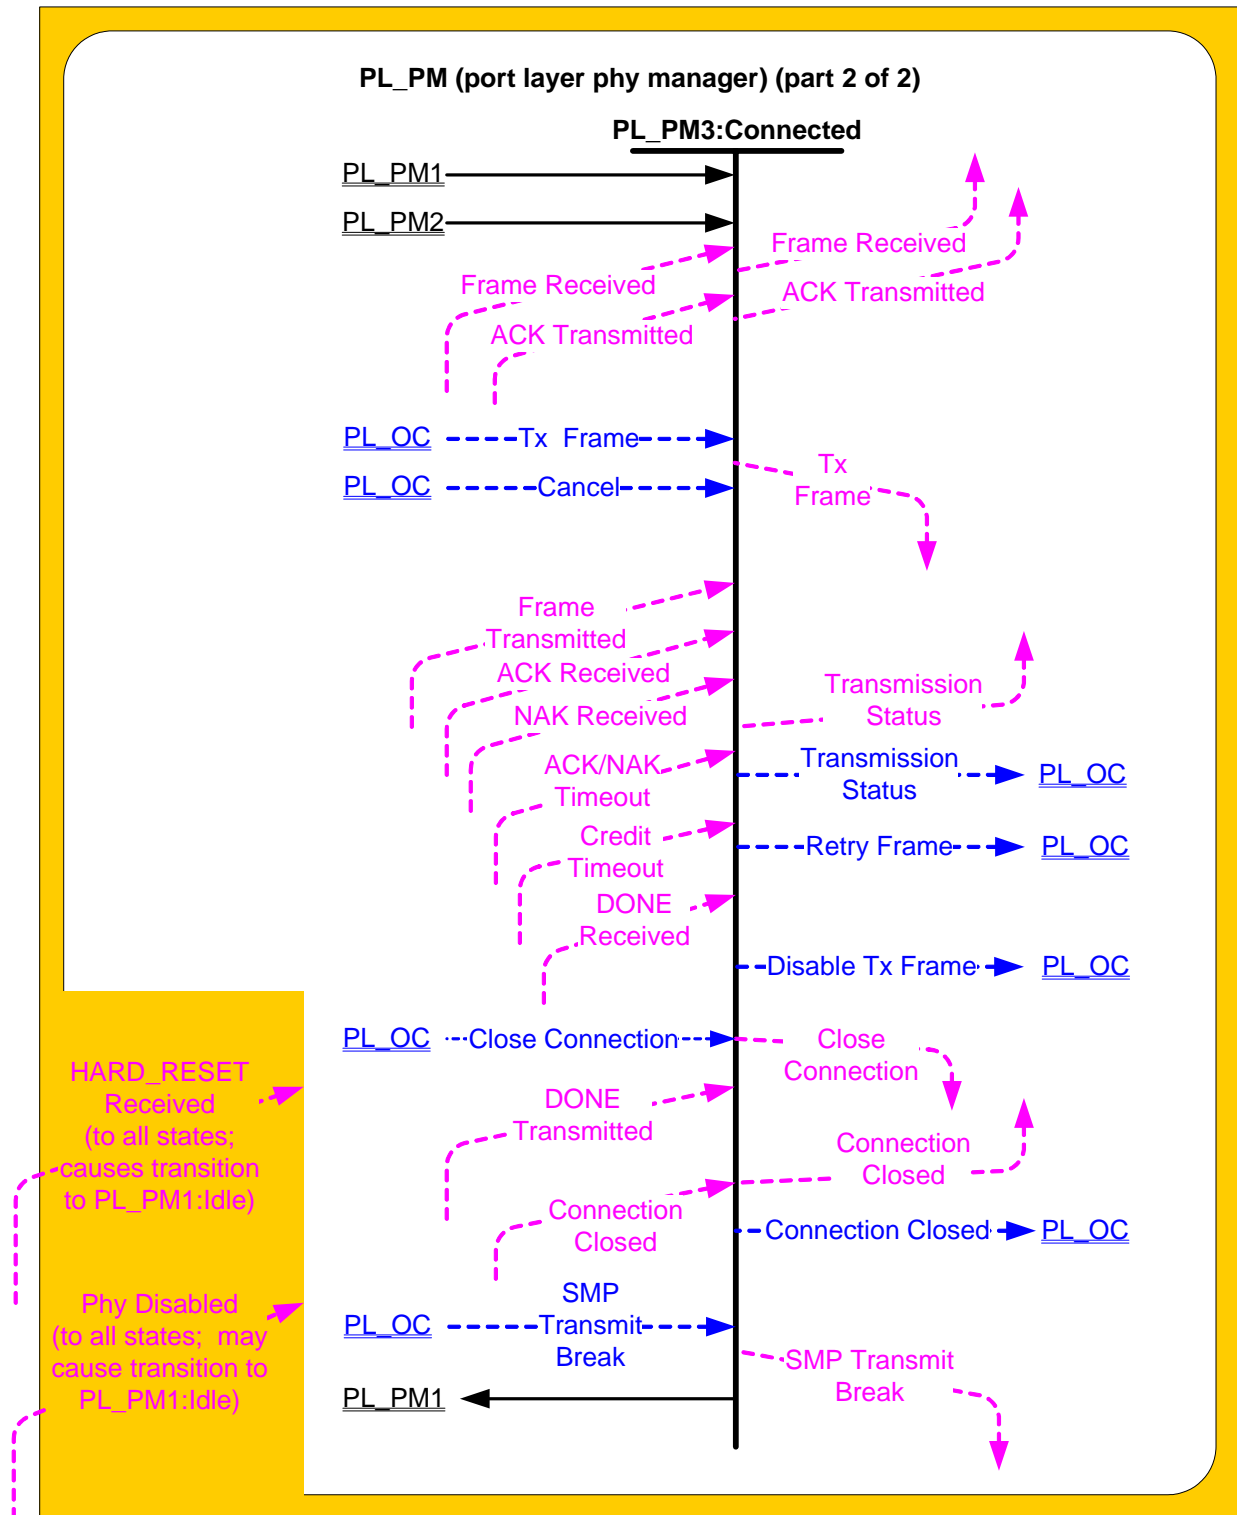 PL_PM (port layer phy manager) (part 2 of 2)
PL_PM3:Connected
PL_PM1
PL_PM2
Frame Received
Frame Received
ACK Transmitted
ACK Transmitted
PL_OC
Tx Frame
Tx
Frame
PL_OC
Cancel
Frame
Transmitted
ACK Received
NAK Received
Transmission
Status
ACK/NAK
Timeout
Transmission
Status
PL_OC
Credit
Timeout
Retry Frame
PL_OC
DONE
Received
Disable Tx Frame
PL_OC
PL_OC
Close Connection
Close
Connection
HARD_RESET
Received
(to all states;
causes transition
to PL_PM1:Idle)
DONE
Transmitted
Connection
Closed
Connection
Closed
Connection Closed
PL_OC
Phy Disabled
(to all states; may
cause transition to
PL_PM1:Idle)
PL_OC
SMP
Transmit
Break
SMP Transmit
Break
PL_PM1